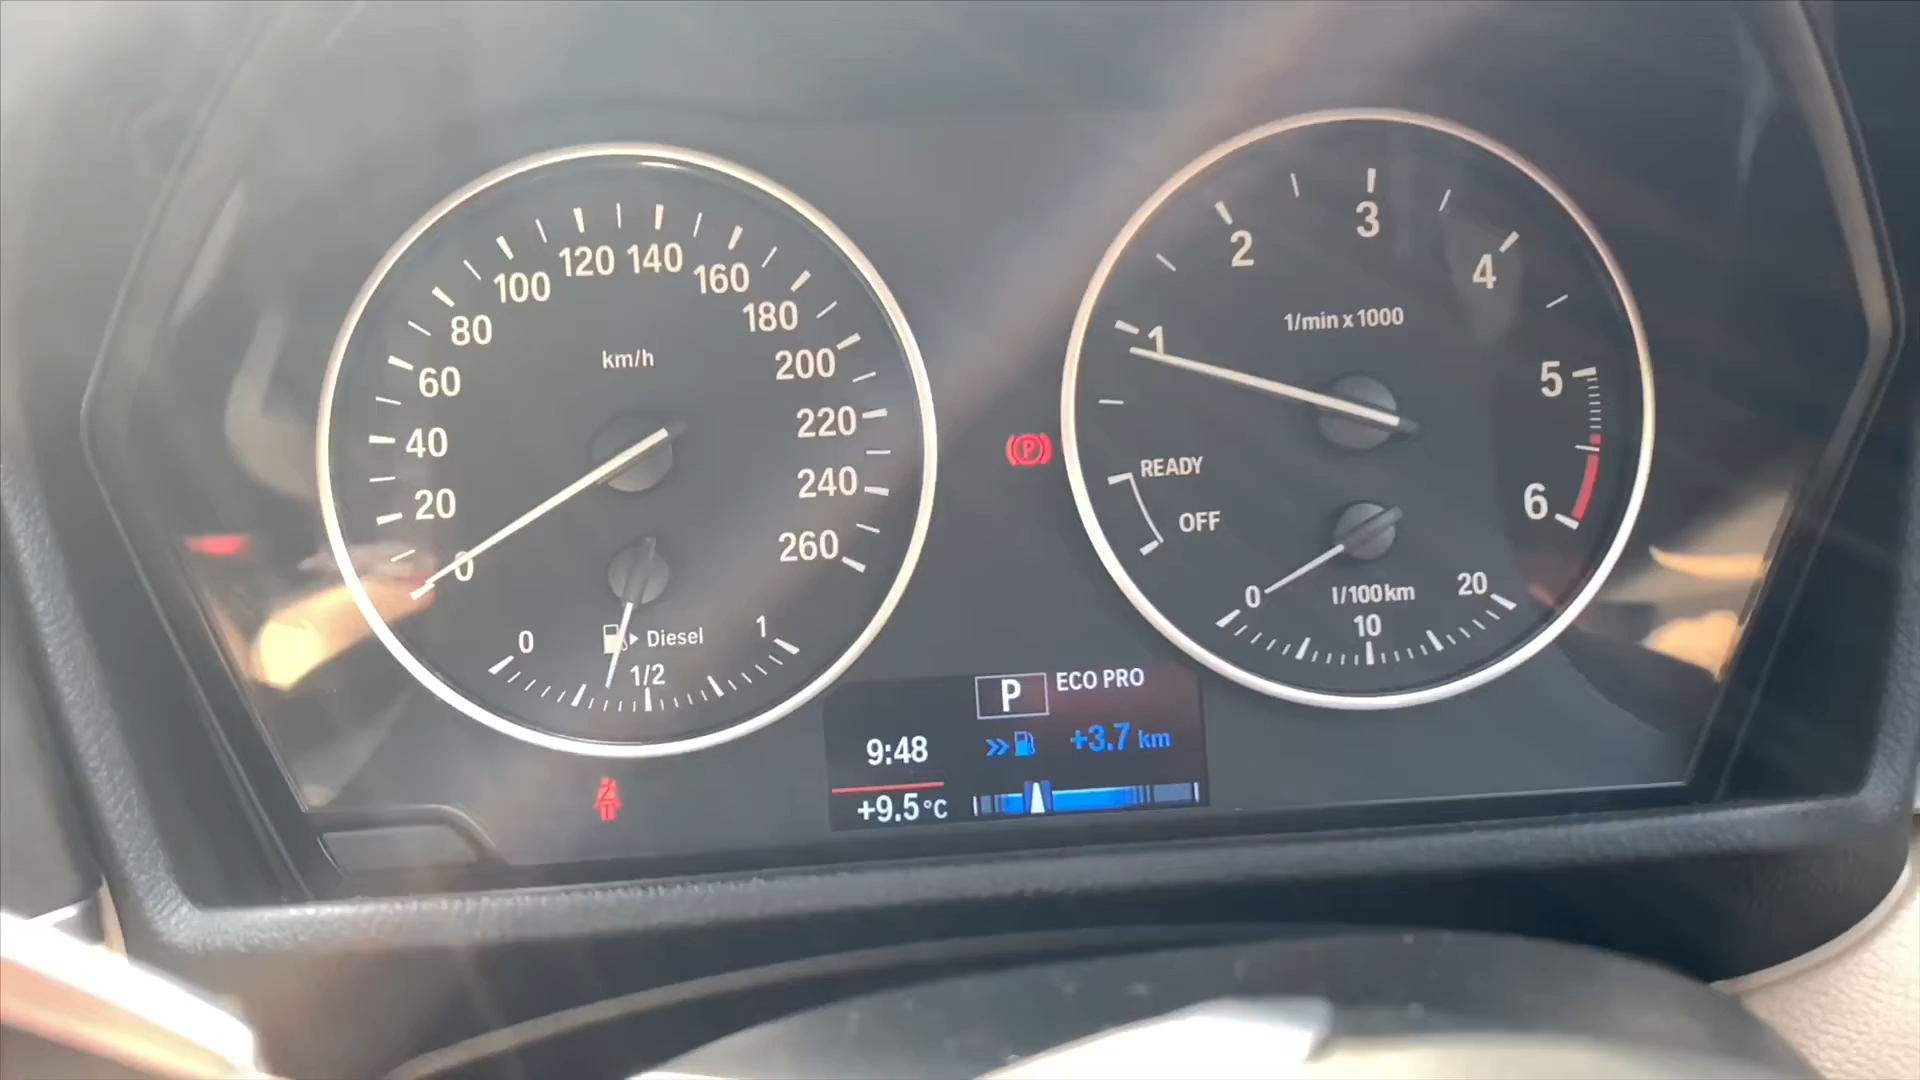 km/h
0
20
40
60
80
100
120
140
160
180
200
220
240
260
0
1/2
1
Diesel
1/min x 1000
1
2
3
4
5
6
READY
OFF
l/100km
0
10
20
(P)
P
ECO PRO
9:48
+3.7 km
+9.5°C